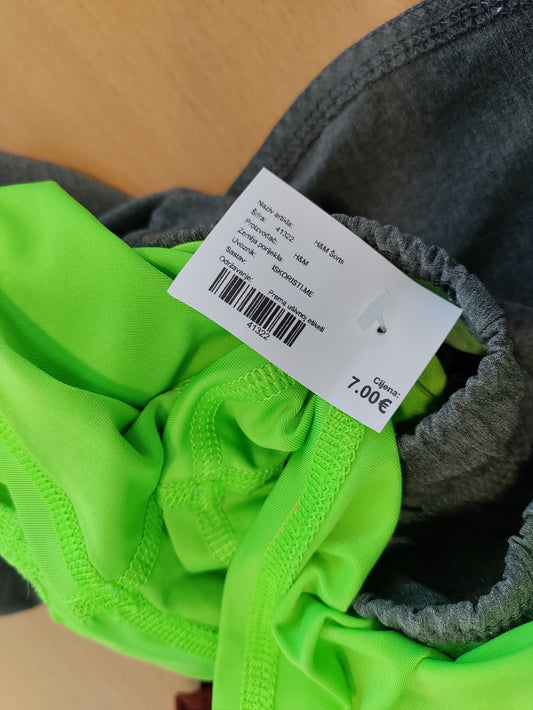 Naziv artikla: H&M Šorts
Šifra: 41322
Proizvođač: H&M
Zemlja porijekla:
Uvoznik: ISKORISTI.ME
Sastav:
Održavanje: Prema ušivnoj etiketi
41322
Cijena:
7.00€